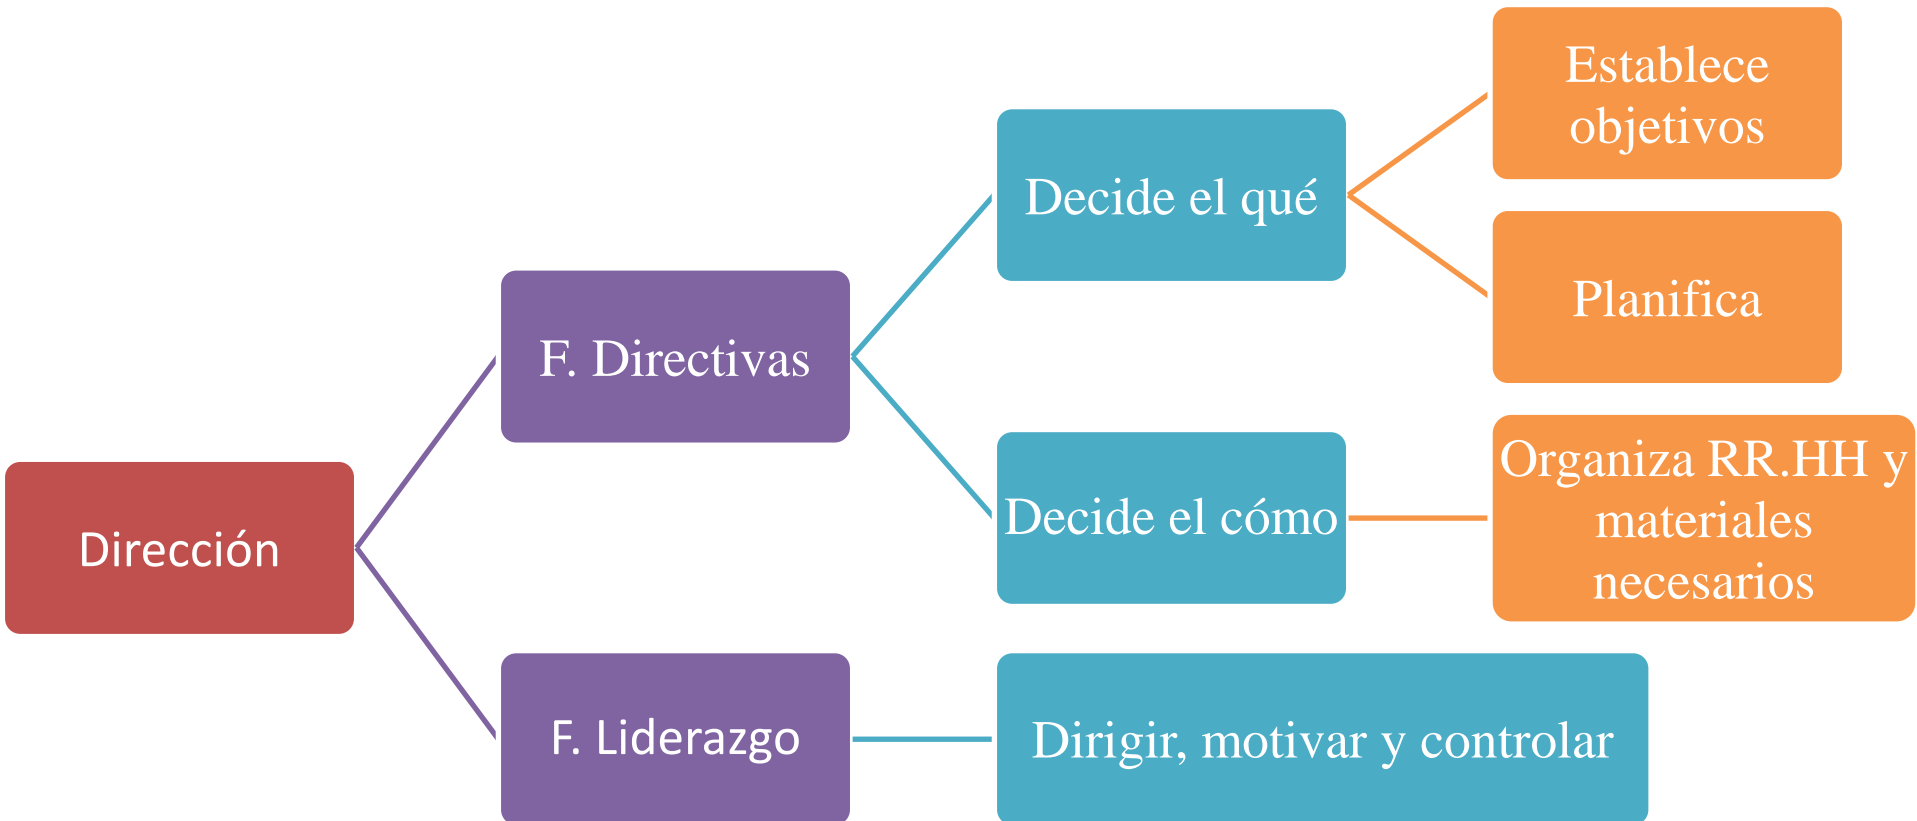 Dirección
F. Directivas
Decide el qué
Establece
objetivos
Planifica
Decide el cómo
Organiza RR.HH y
materiales
necesarios
F. Liderazgo
Dirigir, motivar y controlar